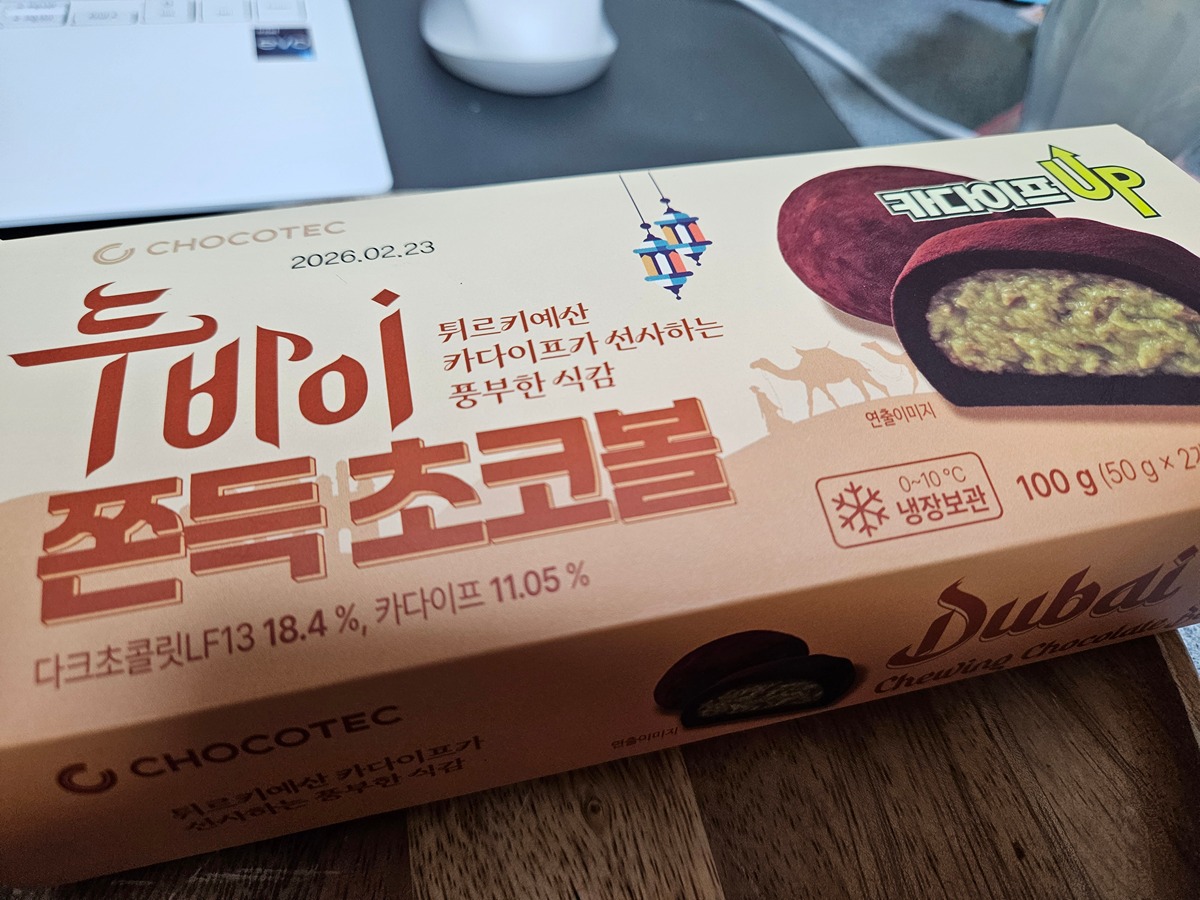 CHOCOTEC
2026.02.23
두바이
쫀득 초코볼
튀르키예산
카다이프가 선사하는
풍부한 식감
다크초콜릿LF13 18.4 %, 카다이프 11.05 %
카다이프UP
연출이미지
0~10 ℃
냉장보관
100 g (50 g × 2
Dubai
Chewing Chocolate
CHOCOTEC
튀르키예산 카다이프가
선사하는 풍부한 식감
연출이미지